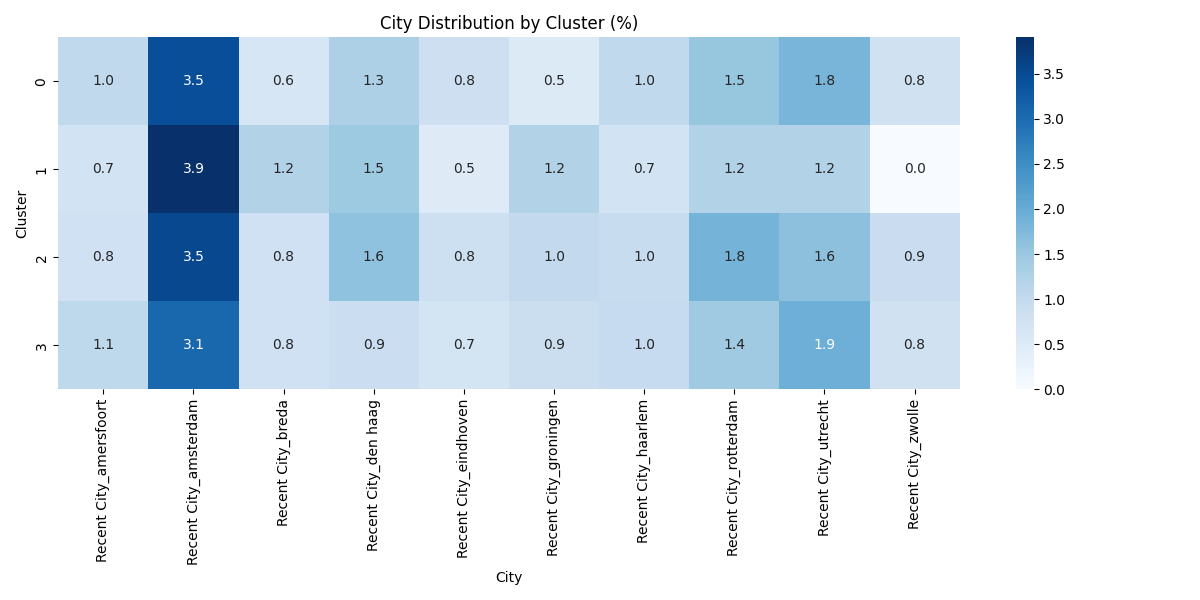 City Distribution by Cluster (%)
Cluster
0
1.0 3.5 0.6 1.3 0.8 0.5 1.0 1.5 1.8 0.8
1
0.7 3.9 1.2 1.5 0.5 1.2 0.7 1.2 1.2 0.0
2
0.8 3.5 0.8 1.6 0.8 1.0 1.0 1.8 1.6 0.9
3
1.1 3.1 0.8 0.9 0.7 0.9 1.0 1.4 1.9 0.8
Recent City_amersfoort
Recent City_amsterdam
Recent City_breda
Recent City_den haag
Recent City_eindhoven
Recent City_groningen
Recent City_haarlem
Recent City_rotterdam
Recent City_utrecht
Recent City_zwolle
City
3.5
3.0
2.5
2.0
1.5
1.0
0.5
0.0